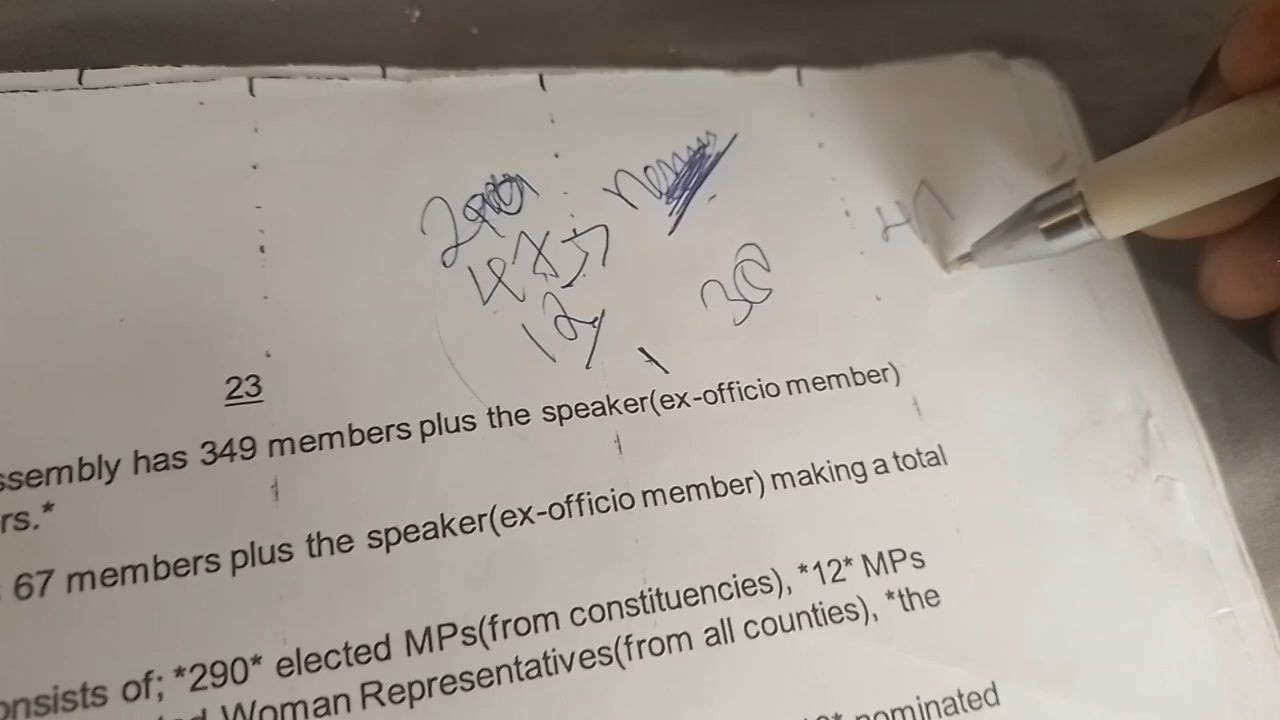 30
23
ssembly has 349 members plus the speaker(ex-officio member)
rs.*
67 members plus the speaker(ex-officio member) making a total
onsists of; *290* elected MPs(from constituencies), *12* MPs
Woman Representatives(from all counties), *the
nominated